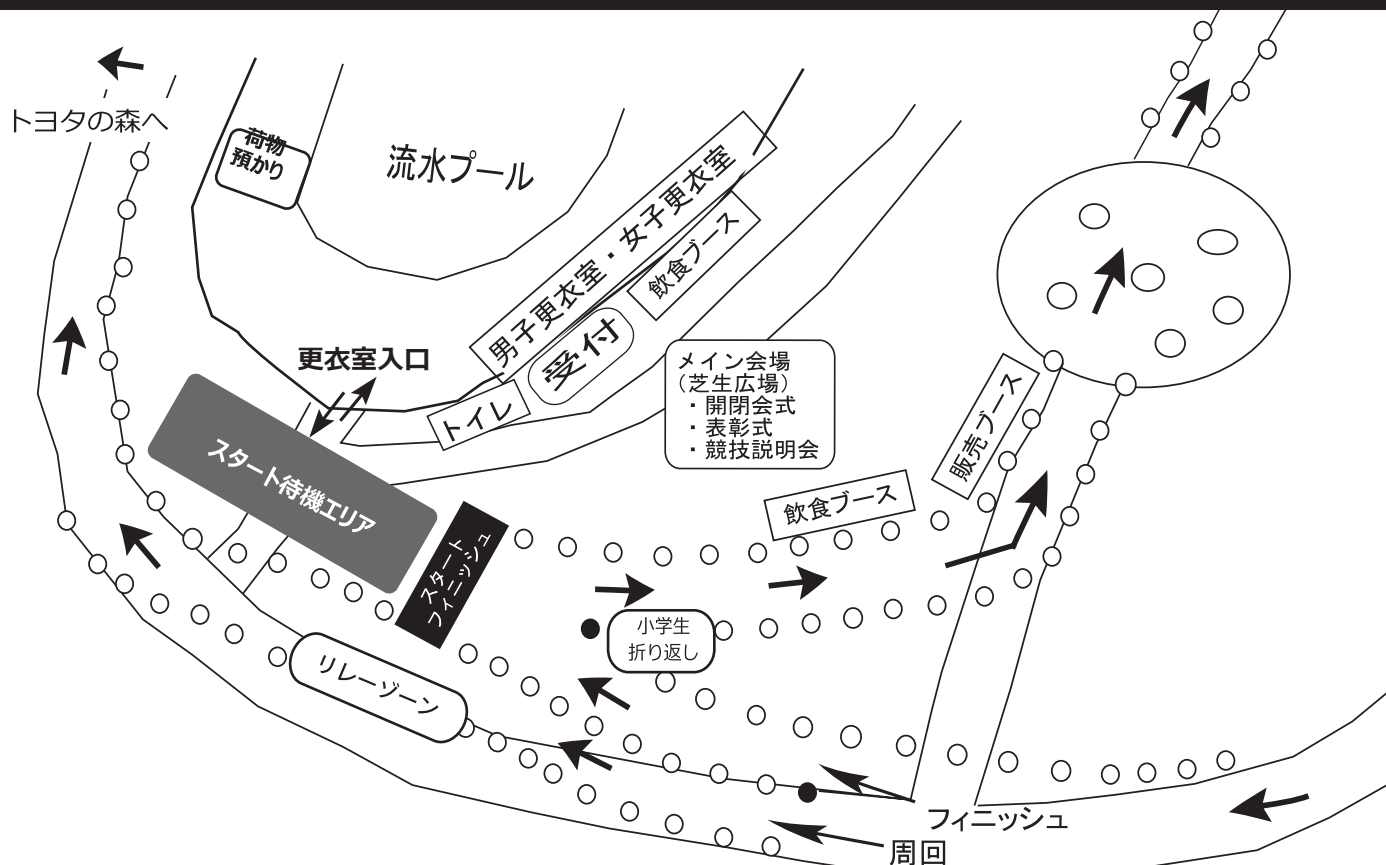 トヨタの森へ
荷物
預かり
流水プール
男子更衣室・女子更衣室
飲食ブース
受付
更衣室入口
トイレ
メイン会場
(芝生広場)
・開閉会式
・表彰式
・競技説明会
販売ブース
飲食ブース
スタート待機エリア
スタート
フィニッシュ
小学生
折り返し
リレーゾーン
フィニッシュ
周回